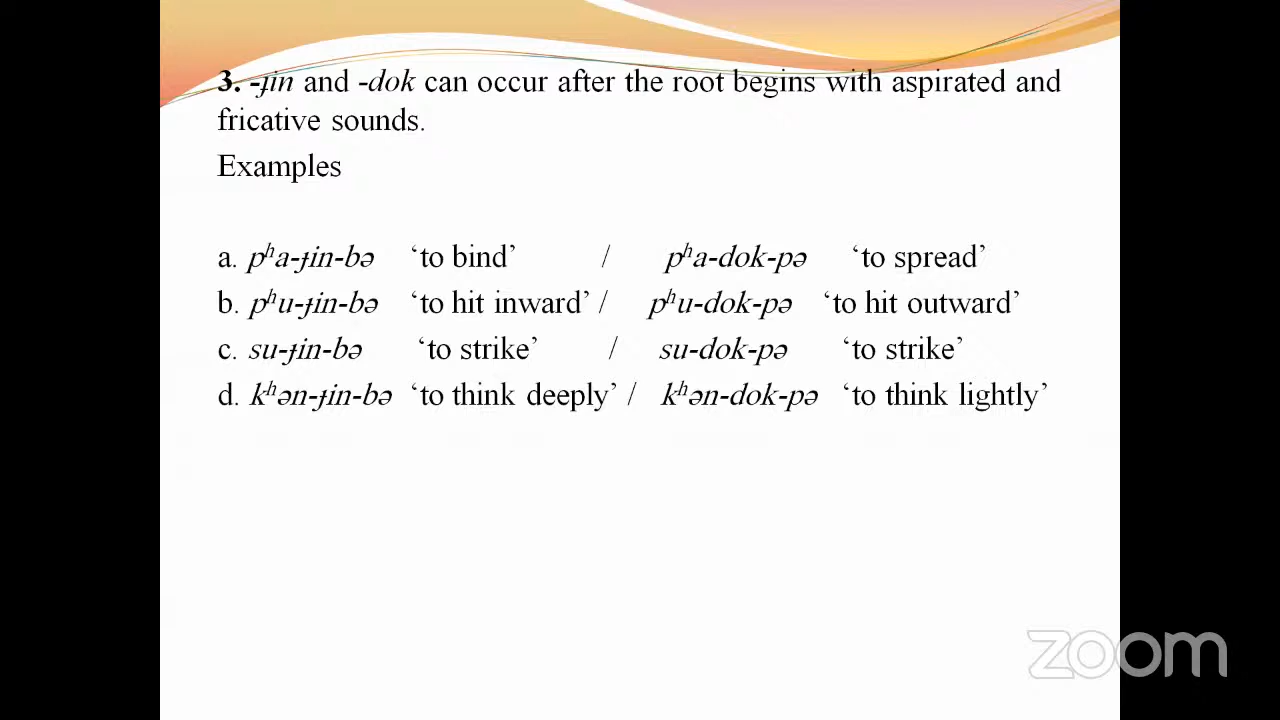 3. -ɟin and -dok can occur after the root begins with aspirated and
fricative sounds.
Examples
a. pʰa-ɟin-bə ‘to bind’ / pʰa-dok-pə ‘to spread’
b. pʰu-ɟin-bə ‘to hit inward’ / pʰu-dok-pə ‘to hit outward’
c. su-ɟin-bə ‘to strike’ / su-dok-pə ‘to strike’
d. kʰən-ɟin-bə ‘to think deeply’ / kʰən-dok-pə ‘to think lightly’
zoom